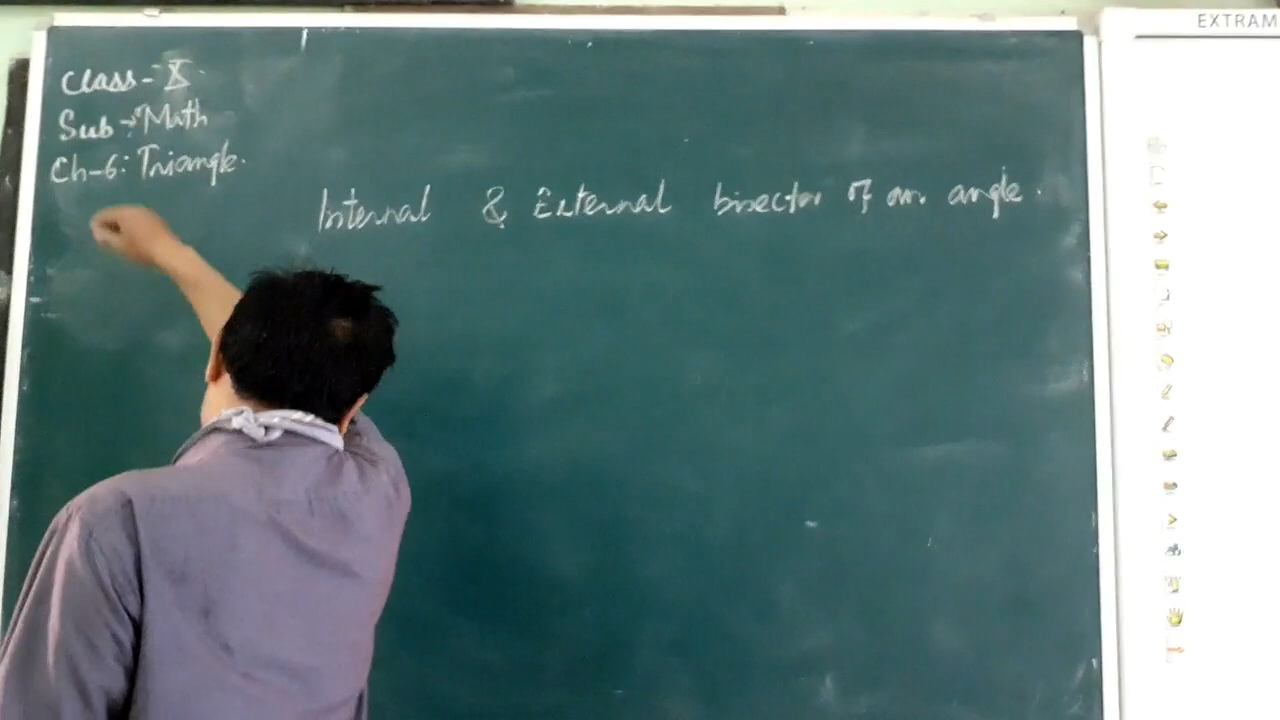 Class - X
Sub → Math
Ch-6: Triangle.
Internal & External bisector of an angle.
EXTRAM